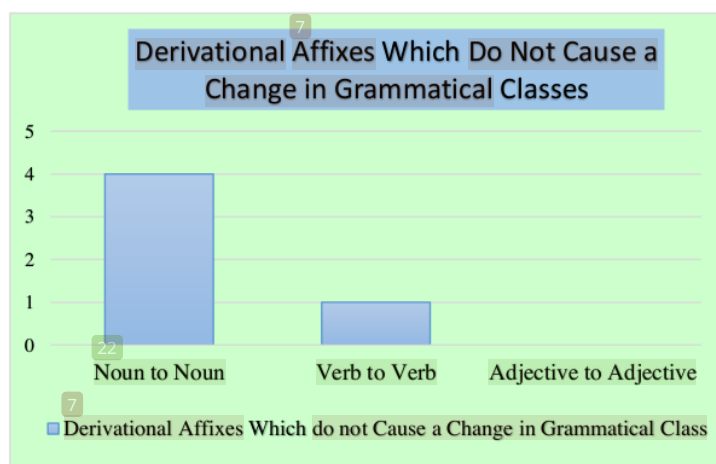 7
Derivational Affixes Which Do Not Cause a
Change in Grammatical Classes
5
4
3
2
1
0
22
Noun to Noun Verb to Verb Adjective to Adjective
7
Derivational Affixes Which do not Cause a Change in Grammatical Class